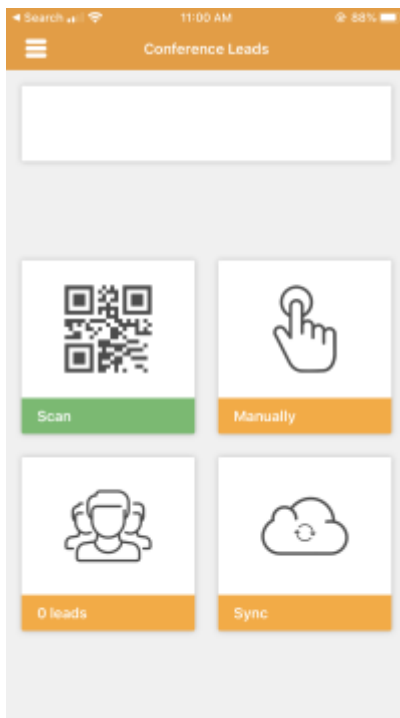 Search
11:00 AM
88%
Conference Leads
Scan
Manually
0 leads
Sync